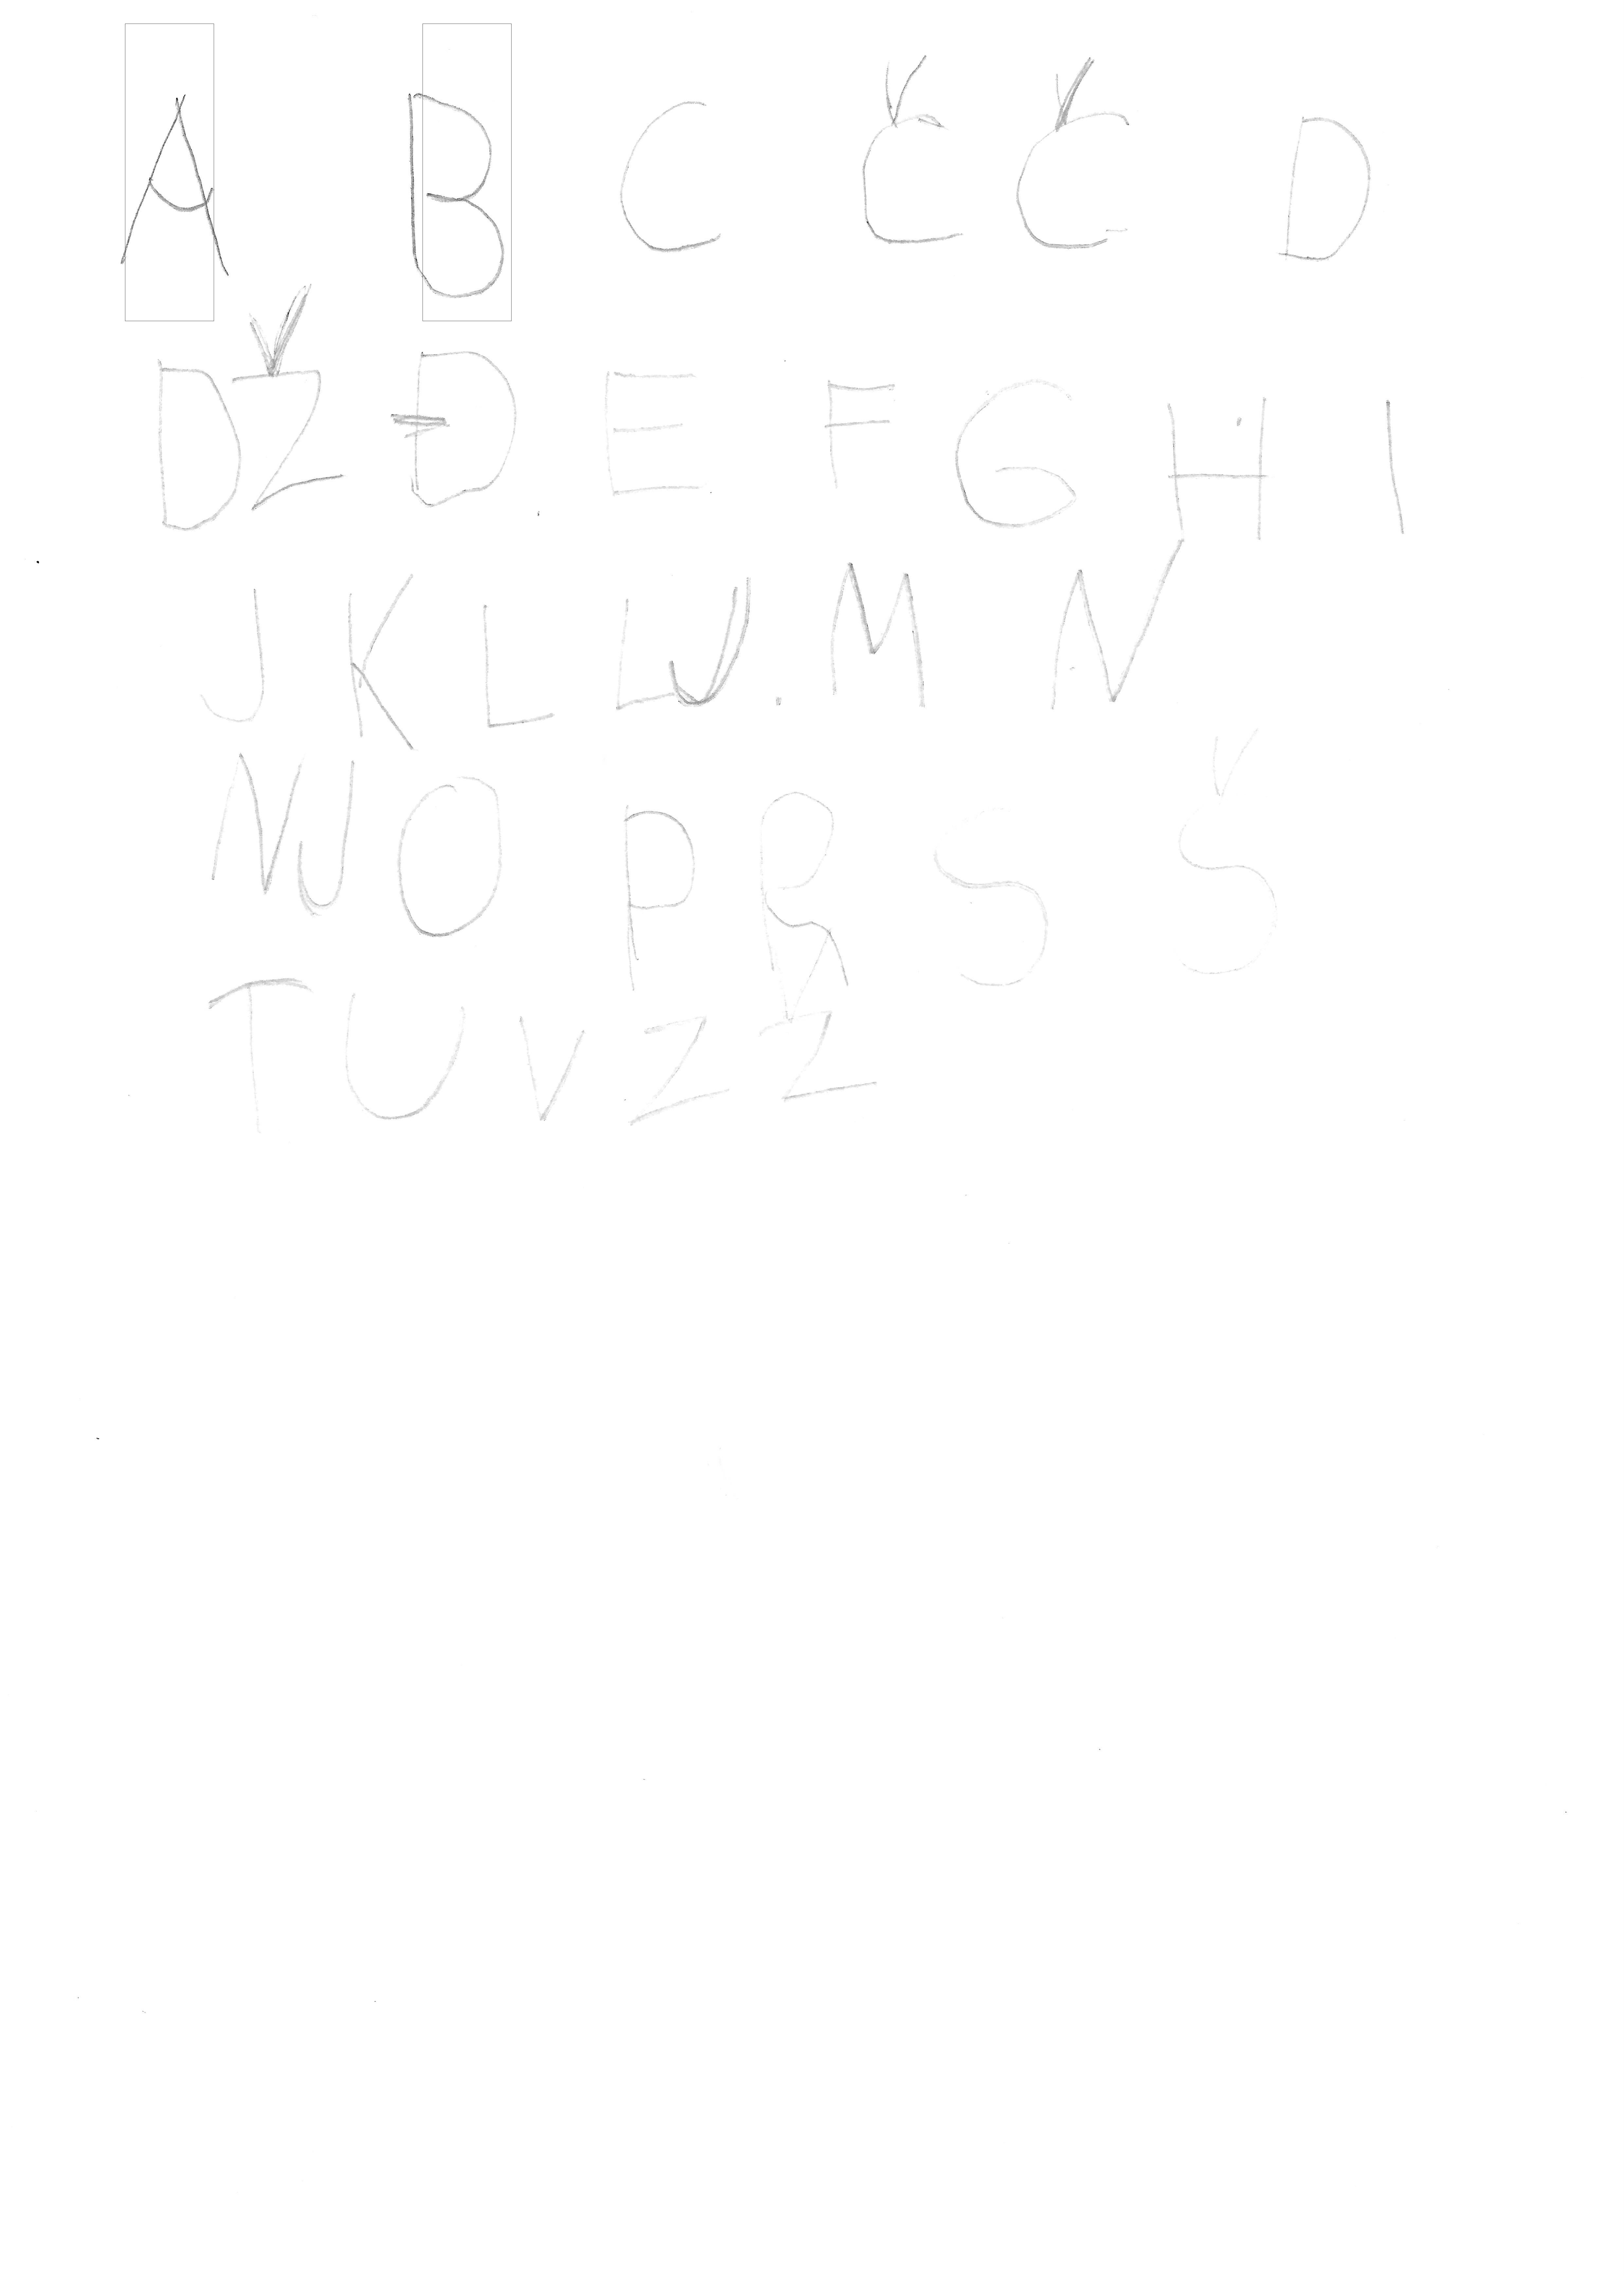 A B C Č Č D
DŽ Đ E F G H I
J K L LJ . M N
NJ O P R S Š
T U V Z Ž